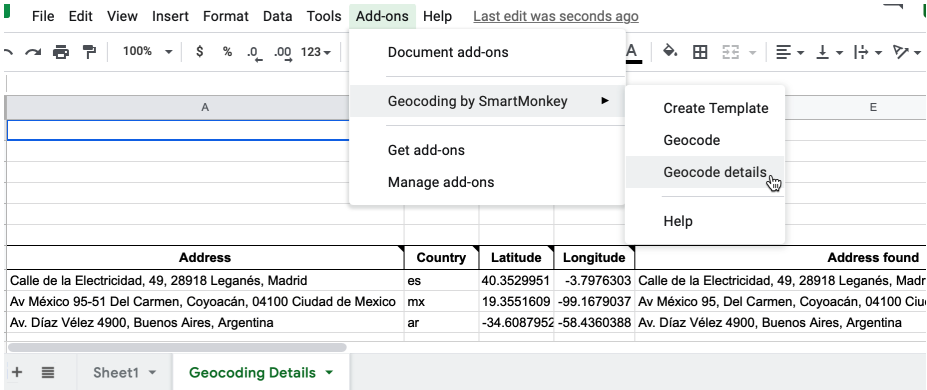 File Edit View Insert Format Data Tools Add-ons Help Last edit was seconds ago
100% $ % .0 .00 123 A
Document add-ons
Geocoding by SmartMonkey
Get add-ons
Manage add-ons
Create Template
Geocode
Geocode details
Help
A E
Address Country Latitude Longitude Address found
Calle de la Electricidad, 49, 28918 Leganés, Madrid es 40.3529951 -3.7976303 Calle de la Electricidad, 49, 28918 Leganés, Madr
Av México 95-51 Del Carmen, Coyoacán, 04100 Ciudad de Mexico mx 19.3551609 -99.1679037 Av México 95, Del Carmen, Coyoacán, 04100 Ciu
Av. Díaz Vélez 4900, Buenos Aires, Argentina ar -34.6087952 -58.4360388 Av. Díaz Vélez 4900, Buenos Aires, Argentina
Sheet1 Geocoding Details